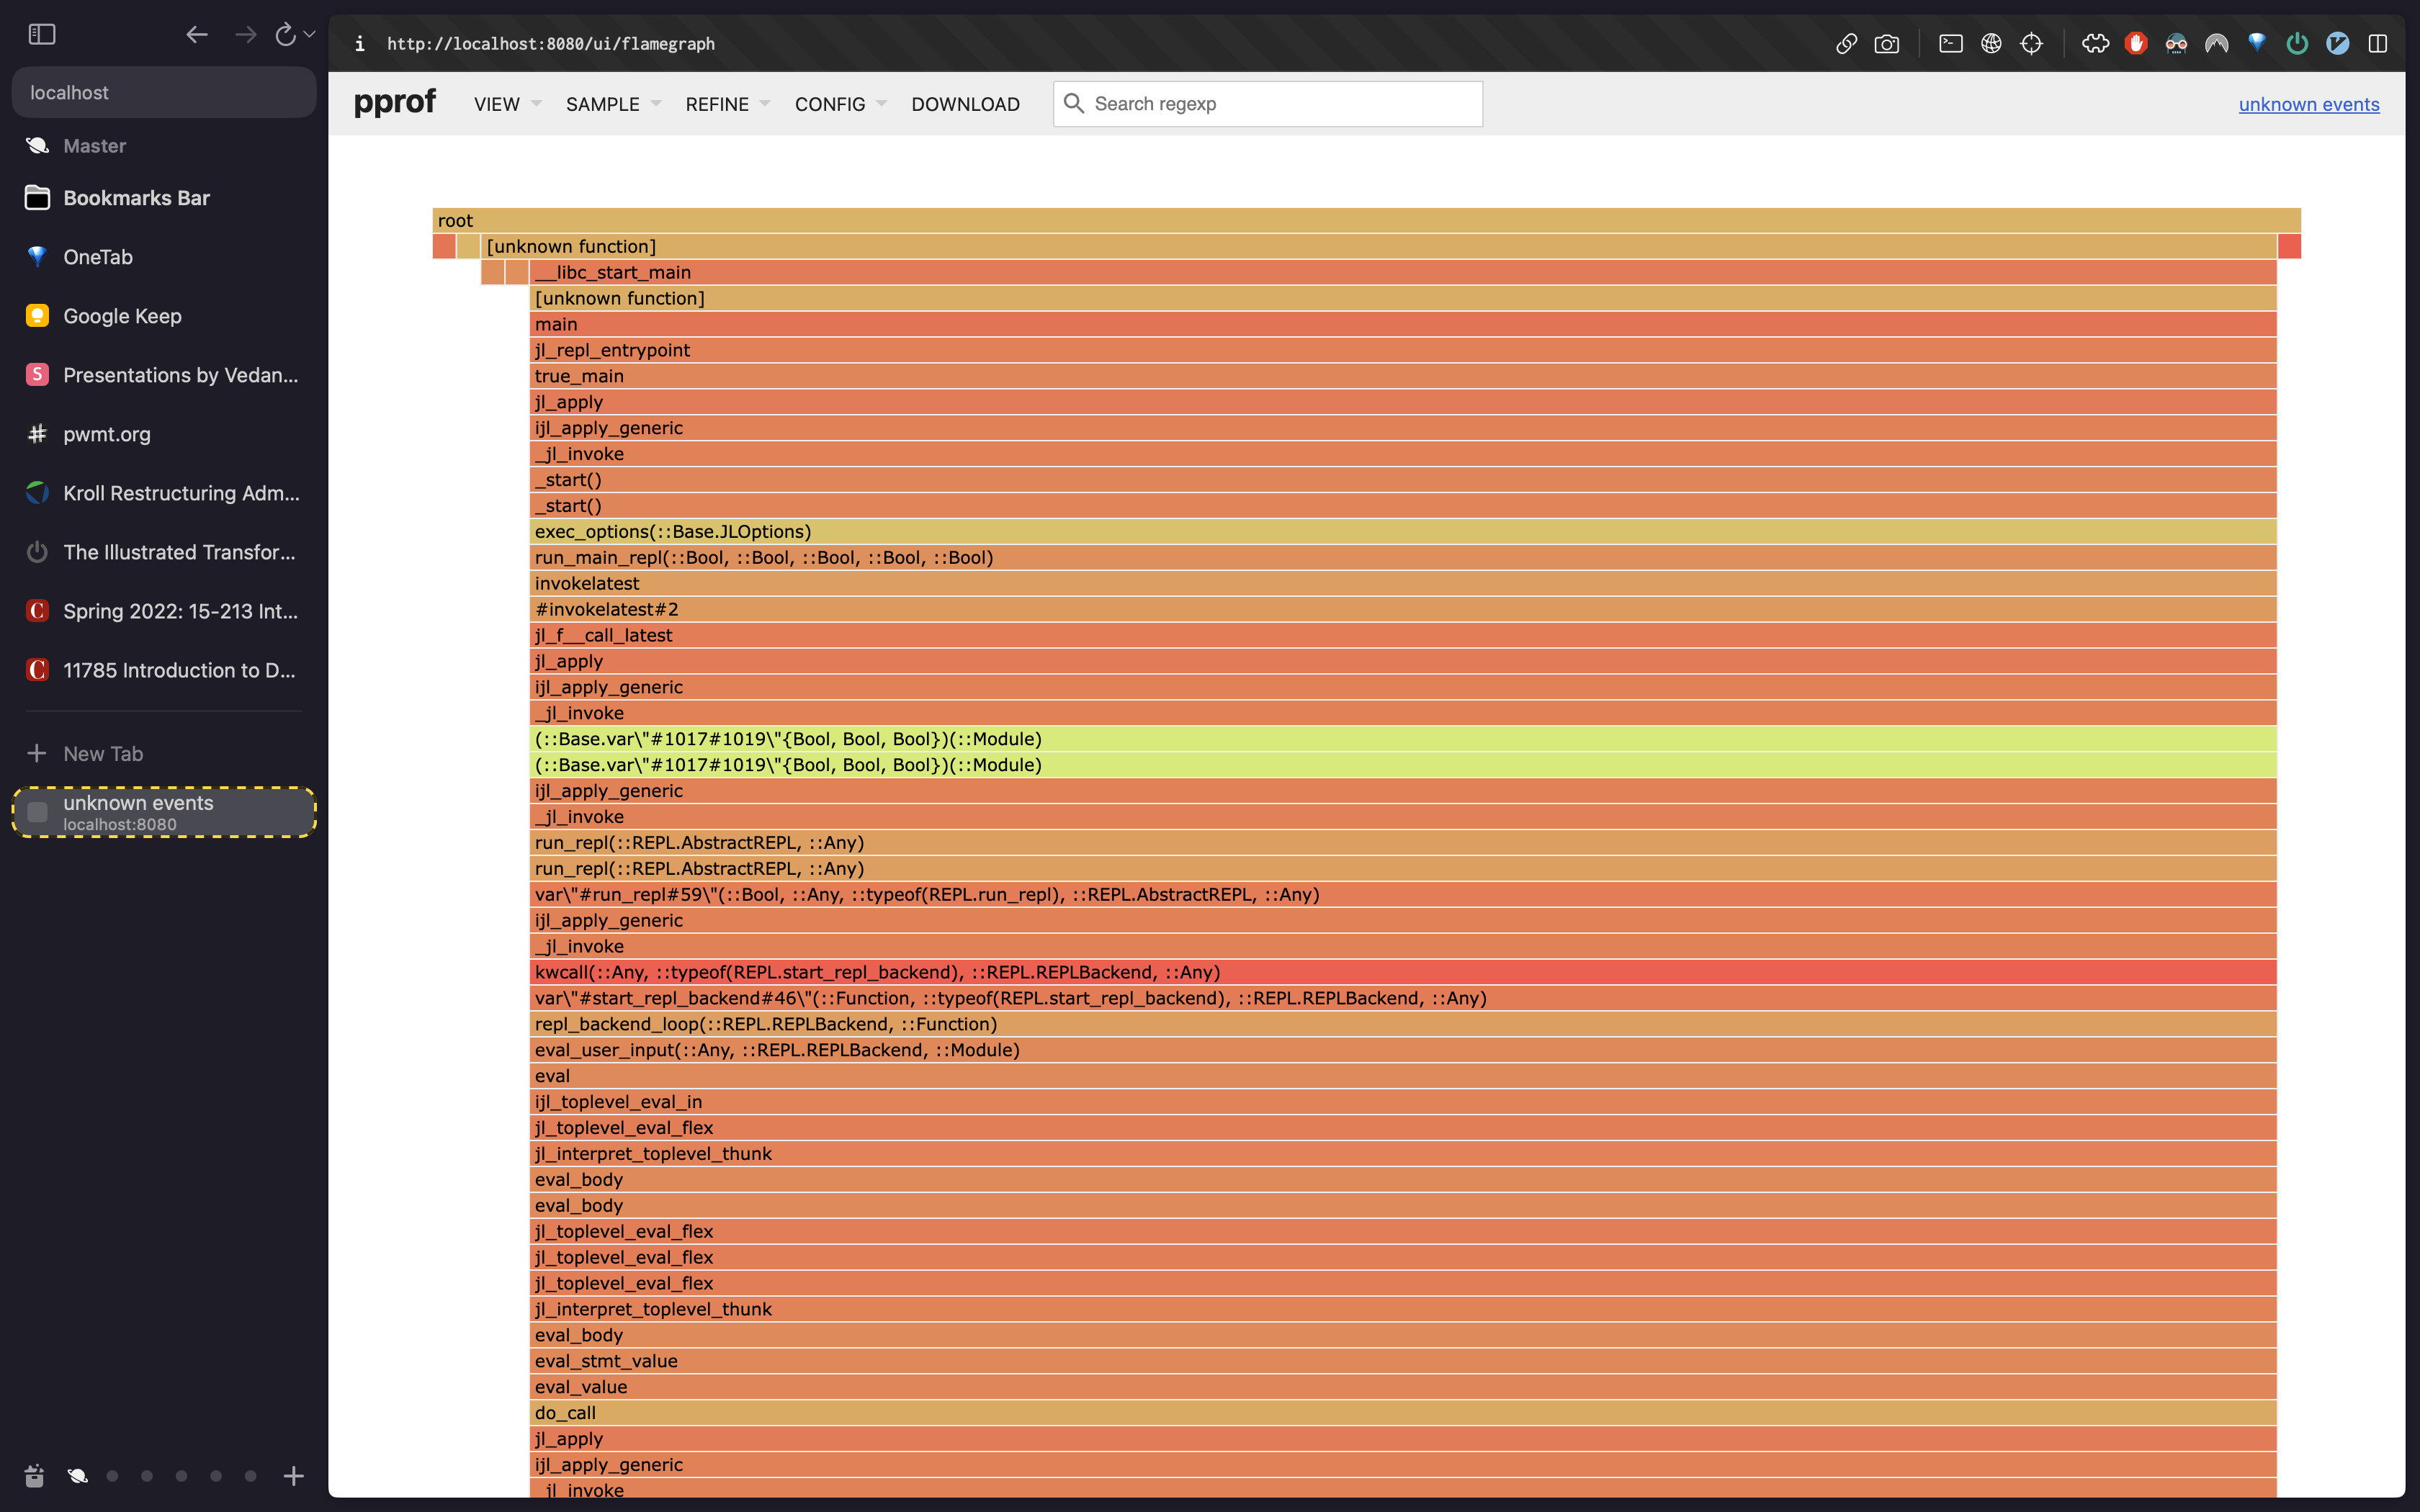 localhost
Master
Bookmarks Bar
OneTab
Google Keep
S
Presentations by Vedan...
pwmt.org
Kroll Restructuring Adm...
The Illustrated Transfor...
C
Spring 2022: 15-213 Int...
C
11785 Introduction to D...
New Tab
unknown events
localhost:8080
http://localhost:8080/ui/flamegraph
pprof
VIEW
SAMPLE
REFINE
CONFIG
DOWNLOAD
Search regexp
unknown events
root
[unknown function]
__libc_start_main
[unknown function]
main
jl_repl_entrypoint
true_main
jl_apply
ijl_apply_generic
_jl_invoke
_start()
_start()
exec_options(::Base.JLOptions)
run_main_repl(::Bool, ::Bool, ::Bool, ::Bool, ::Bool)
invokelatest
#invokelatest#2
jl_f__call_latest
jl_apply
ijl_apply_generic
_jl_invoke
(::Base.var\"#1017#1019\"{Bool, Bool, Bool})(::Module)
(::Base.var\"#1017#1019\"{Bool, Bool, Bool})(::Module)
ijl_apply_generic
_jl_invoke
run_repl(::REPL.AbstractREPL, ::Any)
run_repl(::REPL.AbstractREPL, ::Any)
var\"#run_repl#59\"(::Bool, ::Any, ::typeof(REPL.run_repl), ::REPL.AbstractREPL, ::Any)
ijl_apply_generic
_jl_invoke
kwcall(::Any, ::typeof(REPL.start_repl_backend), ::REPL.REPLBackend, ::Any)
var\"#start_repl_backend#46\"(::Function, ::typeof(REPL.start_repl_backend), ::REPL.REPLBackend, ::Any)
repl_backend_loop(::REPL.REPLBackend, ::Function)
eval_user_input(::Any, ::REPL.REPLBackend, ::Module)
eval
ijl_toplevel_eval_in
jl_toplevel_eval_flex
jl_interpret_toplevel_thunk
eval_body
eval_body
jl_toplevel_eval_flex
jl_toplevel_eval_flex
jl_toplevel_eval_flex
jl_interpret_toplevel_thunk
eval_body
eval_stmt_value
eval_value
do_call
jl_apply
ijl_apply_generic
_jl_invoke